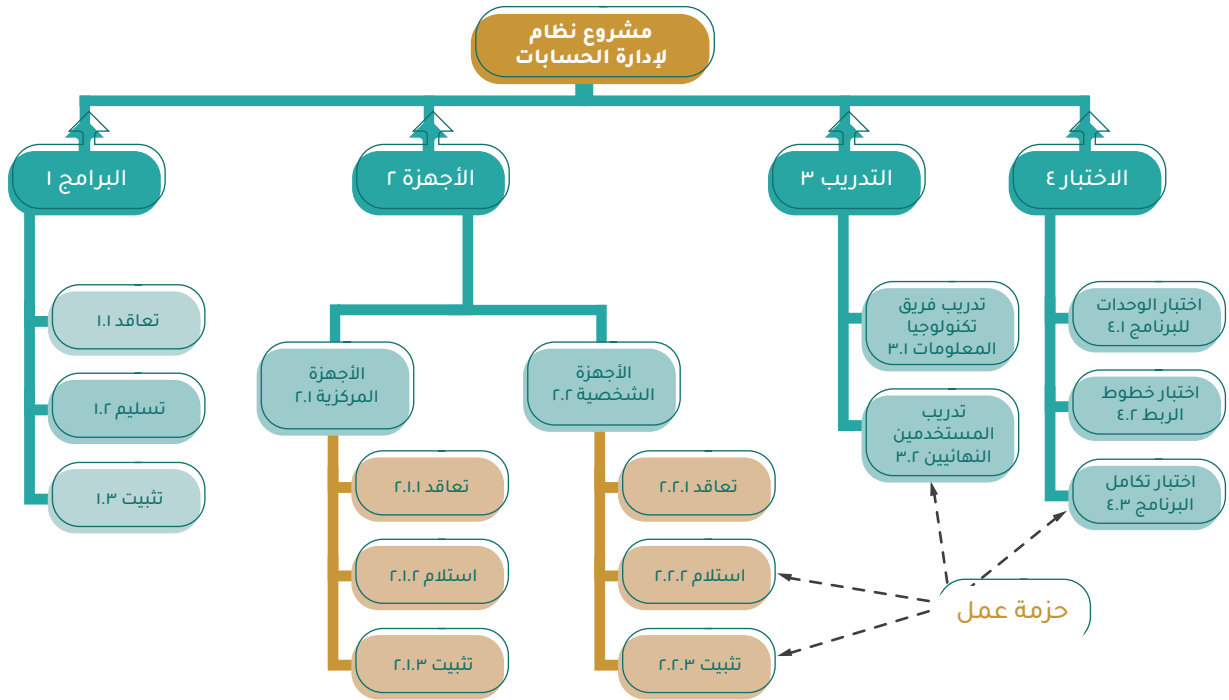 مشروع نظام
لإدارة الحسابات
البرامج ١
الأجهزة ٢
التدريب ٣
الاختبار ٤
تعاقد ١.١
تسليم ١.٢
تثبيت ١.٣
الأجهزة
المركزية ٢.١
تعاقد ٢.١.١
استلام ٢.١.٢
تثبيت ٢.١.٣
الأجهزة
الشخصية ٢.٢
تعاقد ٢.٢.١
استلام ٢.٢.٢
تثبيت ٢.٢.٣
تدريب فريق
تكنولوجيا
المعلومات ٣.١
تدريب
المستخدمين
النهائيين ٣.٢
اختبار الوحدات
للبرنامج ٤.١
اختبار خطوط
الربط ٤.٢
اختبار تكامل
البرنامج ٤.٣
حزمة عمل